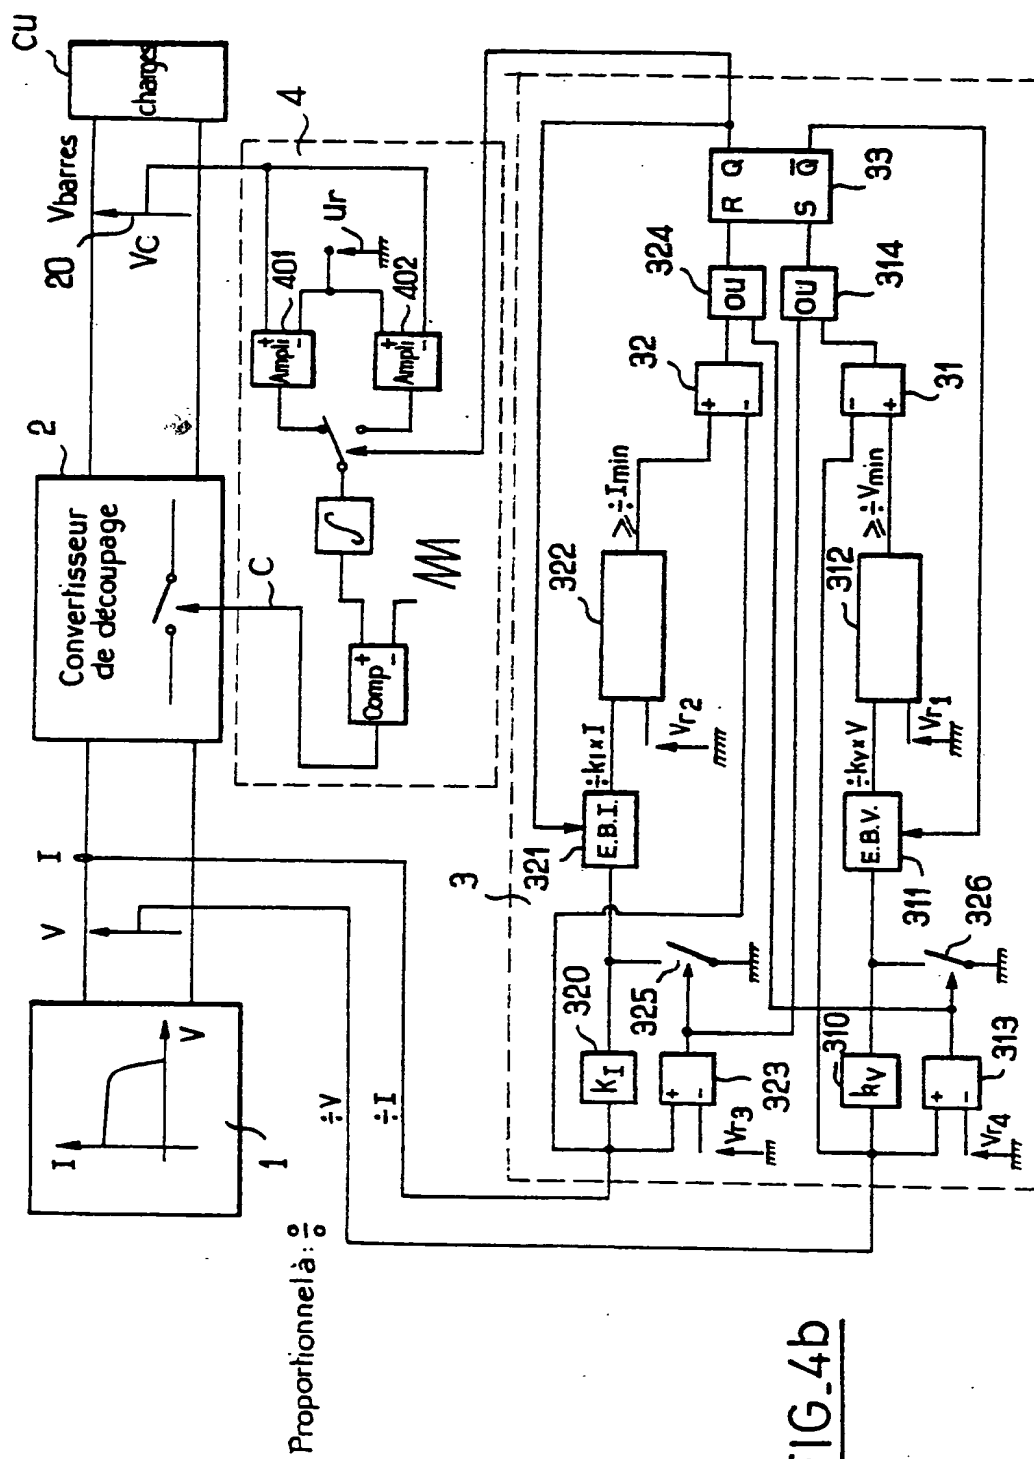 CU
charges
Vbarres
20
VC
4
Ur
401
402
+
-
Ampli
+
-
Ampli
2
Convertisseur
de découpage
C
∫
Comp
+
-
I
V
I
V
1
÷V
÷I
Proportionnel à : ÷
3
R Q
S Q̅
33
324
OU
OU
314
32
+
-
-
+
31
⩾÷Imin
⩾÷Vmin
322
312
Vr2
Vr1
÷kI×I
÷kv×V
E.B.I.
321
E.B.V.
311
320
KI
325
326
310
kV
+
-
323
Vr3
+
-
313
Vr4
FIG_4b